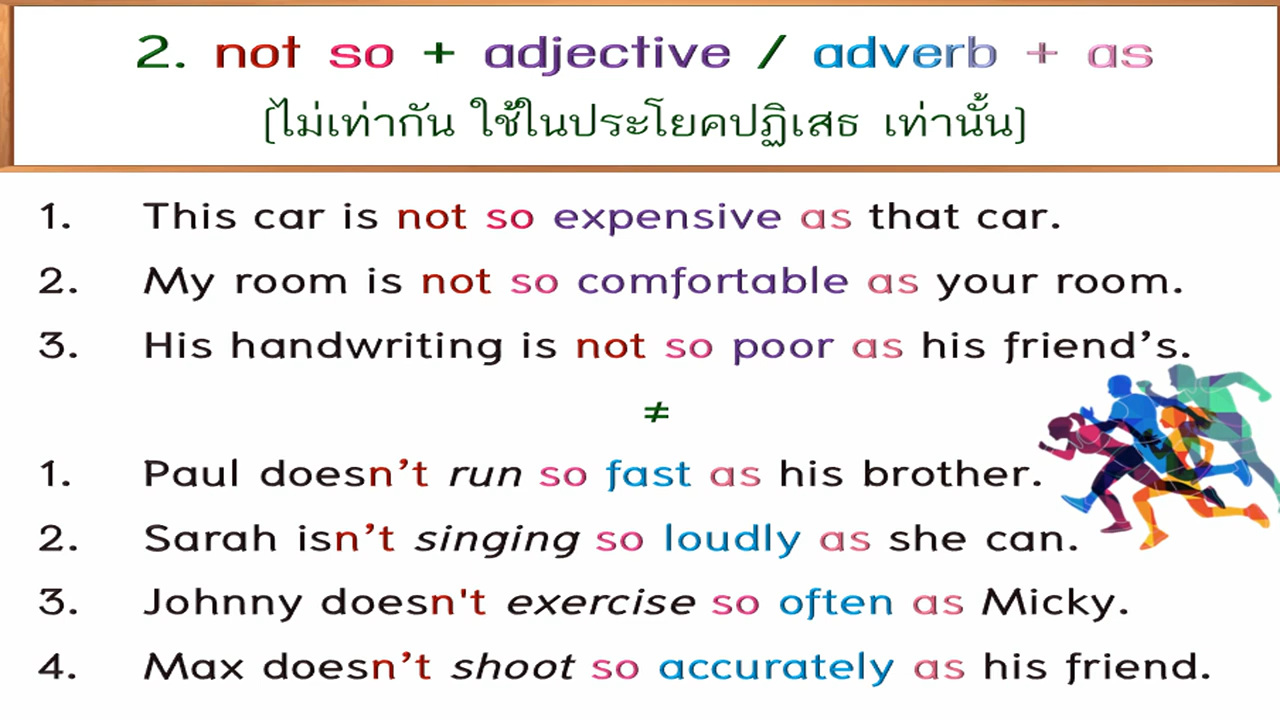 2. not so + adjective / adverb + as
(ไม่เท่ากัน ใช้ในประโยคปฏิเสธ เท่านั้น)
1. This car is not so expensive as that car.
2. My room is not so comfortable as your room.
3. His handwriting is not so poor as his friend’s.
≠
1. Paul doesn’t run so fast as his brother.
2. Sarah isn’t singing so loudly as she can.
3. Johnny doesn't exercise so often as Micky.
4. Max doesn’t shoot so accurately as his friend.